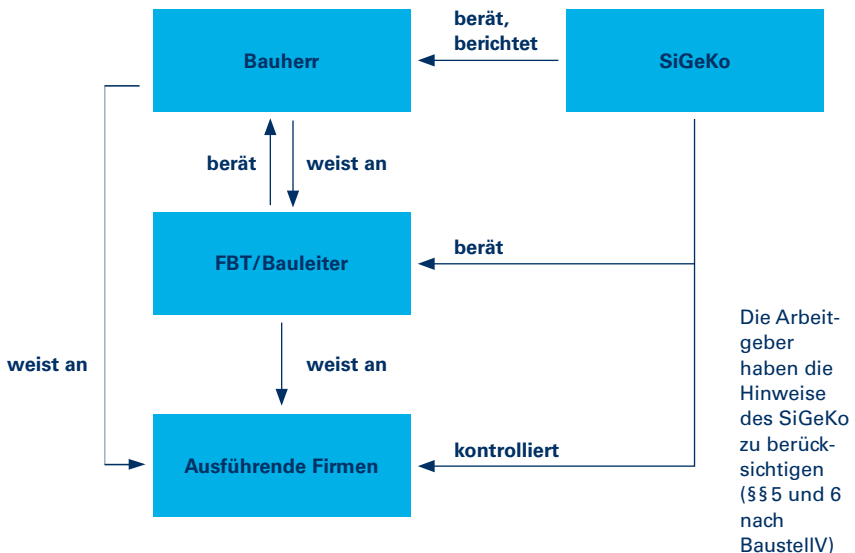 berät,
berichtet
Bauherr
SiGeKo
berät
weist an
FBT/Bauleiter
berät
weist an
weist an
Ausführende Firmen
kontrolliert
Die Arbeit-
geber
haben die
Hinweise
des SiGeKo
zu berück-
sichtigen
(§§ 5 und 6
nach
BaustellV)